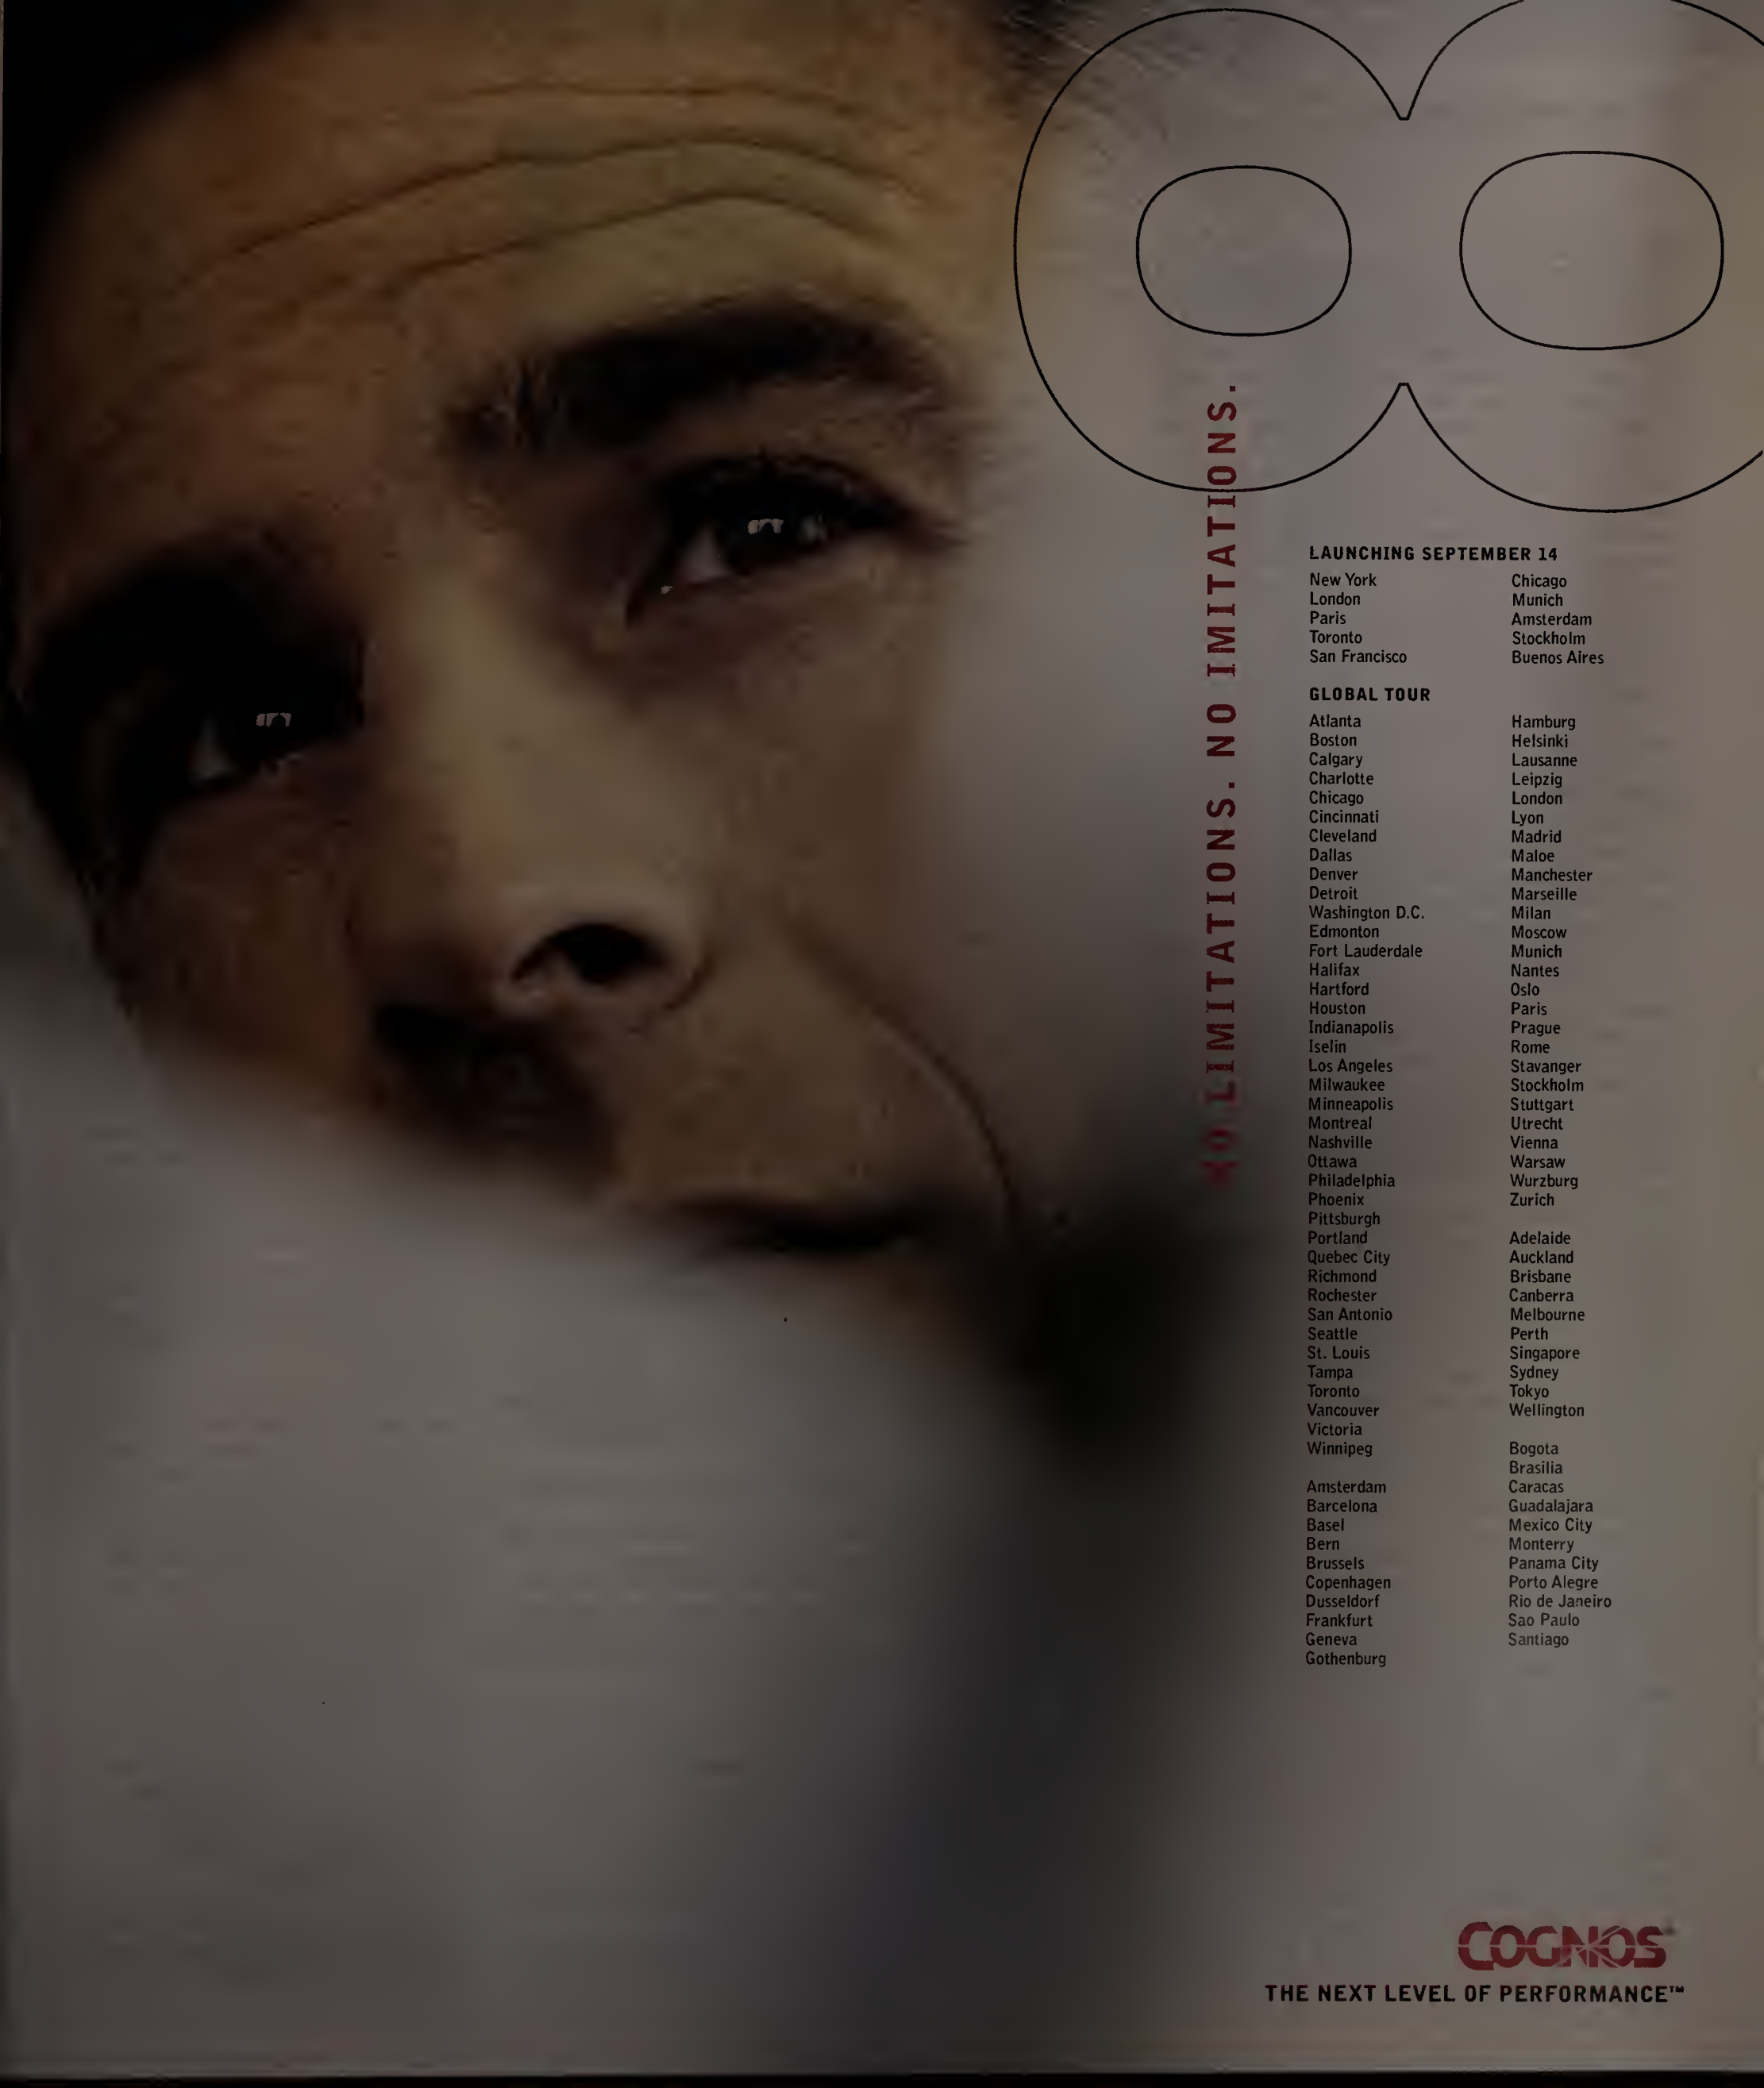 8
NO LIMITATIONS. NO IMITATIONS.
LAUNCHING SEPTEMBER 14
New York
London
Paris
Toronto
San Francisco
Chicago
Munich
Amsterdam
Stockholm
Buenos Aires
GLOBAL TOUR
Atlanta
Boston
Calgary
Charlotte
Chicago
Cincinnati
Cleveland
Dallas
Denver
Detroit
Washington D.C.
Edmonton
Fort Lauderdale
Halifax
Hartford
Houston
Indianapolis
Iselin
Los Angeles
Milwaukee
Minneapolis
Montreal
Nashville
Ottawa
Philadelphia
Phoenix
Pittsburgh
Portland
Quebec City
Richmond
Rochester
San Antonio
Seattle
St. Louis
Tampa
Toronto
Vancouver
Victoria
Winnipeg
Amsterdam
Barcelona
Basel
Bern
Brussels
Copenhagen
Dusseldorf
Frankfurt
Geneva
Gothenburg
Hamburg
Helsinki
Lausanne
Leipzig
London
Lyon
Madrid
Maloe
Manchester
Marseille
Milan
Moscow
Munich
Nantes
Oslo
Paris
Prague
Rome
Stavanger
Stockholm
Stuttgart
Utrecht
Vienna
Warsaw
Wurzburg
Zurich
Adelaide
Auckland
Brisbane
Canberra
Melbourne
Perth
Singapore
Sydney
Tokyo
Wellington
Bogota
Brasilia
Caracas
Guadalajara
Mexico City
Monterry
Panama City
Porto Alegre
Rio de Janeiro
Sao Paulo
Santiago
COGNOS
THE NEXT LEVEL OF PERFORMANCE™